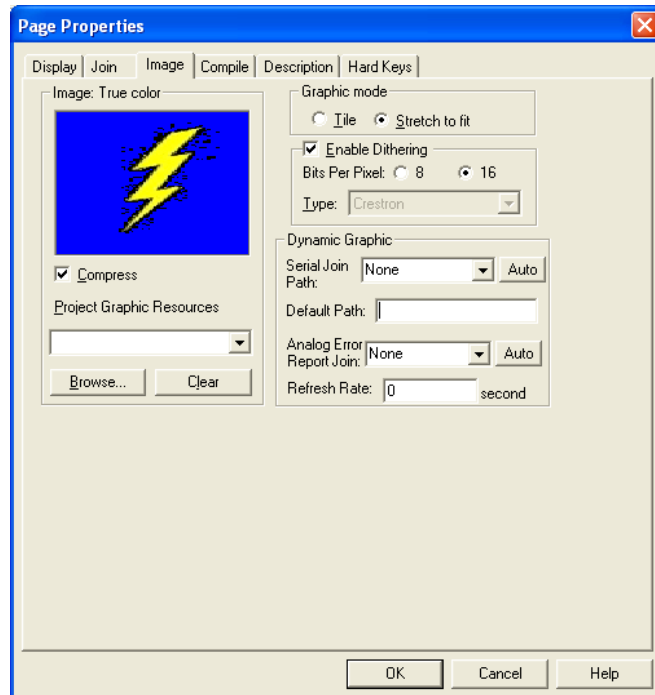 Page Properties
Display Join Image Compile Description Hard Keys
Image: True color
Compress
Project Graphic Resources
Browse... Clear
Graphic mode
Tile Stretch to fit
Enable Dithering
Bits Per Pixel: 8 16
Type: Crestron
Dynamic Graphic
Serial Join Path: None Auto
Default Path:
Analog Error Report Join: None Auto
Refresh Rate: 0 second
OK Cancel Help